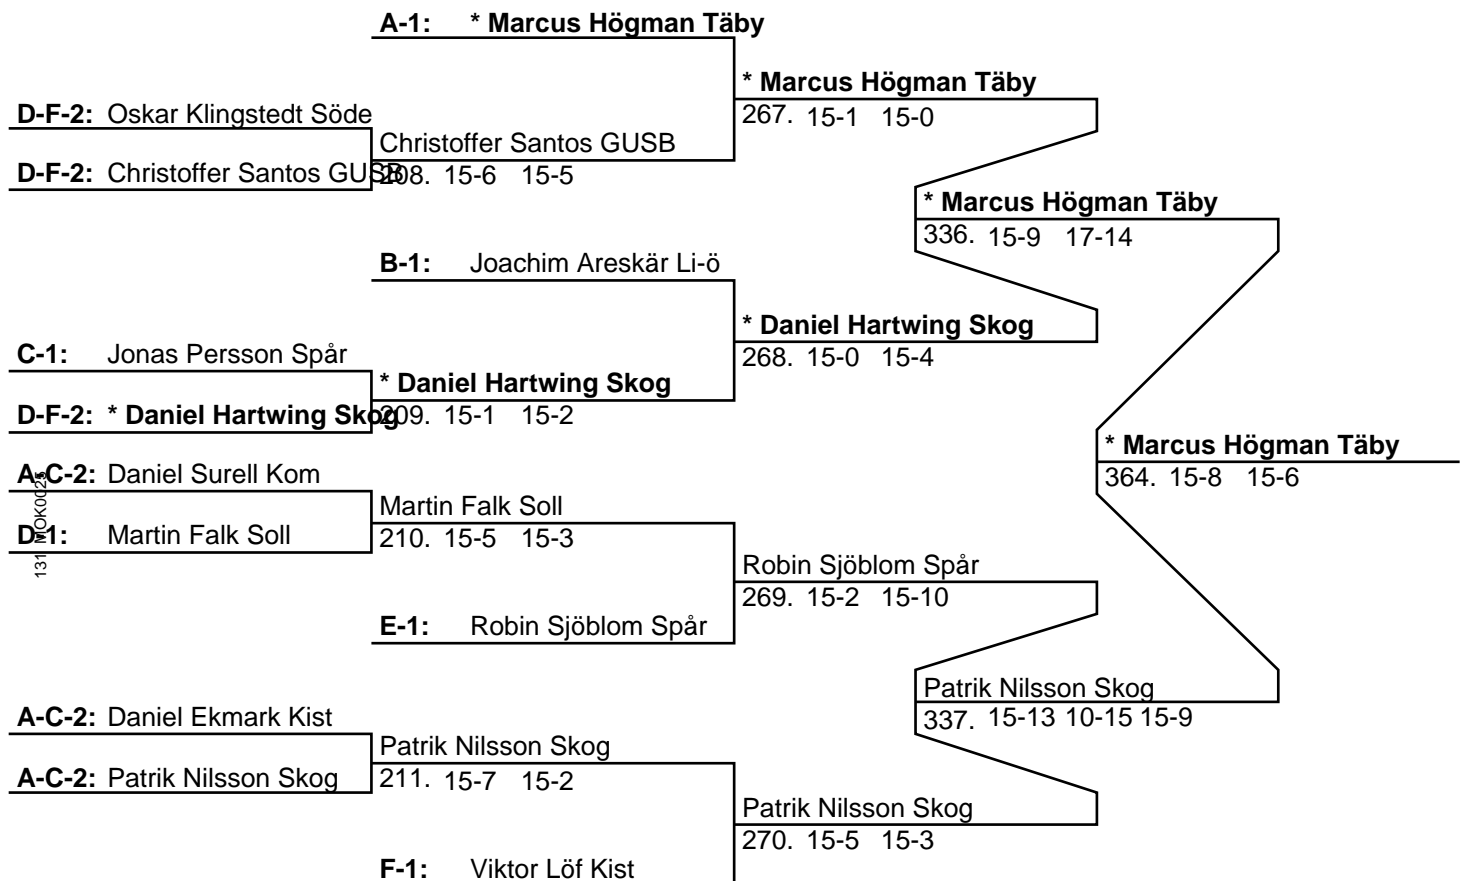 A-1: * Marcus Högman Täby
* Marcus Högman Täby
267. 15-1 15-0
D-F-2: Oskar Klingstedt Söde
Christoffer Santos GUSB
208. 15-6 15-5
D-F-2: Christoffer Santos GUSB
* Marcus Högman Täby
336. 15-9 17-14
B-1: Joachim Areskär Li-ö
* Daniel Hartwing Skog
268. 15-0 15-4
C-1: Jonas Persson Spår
* Daniel Hartwing Skog
209. 15-1 15-2
D-F-2: * Daniel Hartwing Skog
* Marcus Högman Täby
364. 15-8 15-6
A-C-2: Daniel Surell Kom
Martin Falk Soll
210. 15-5 15-3
D-1: Martin Falk Soll
131 MOK0025
Robin Sjöblom Spår
269. 15-2 15-10
E-1: Robin Sjöblom Spår
Patrik Nilsson Skog
337. 15-13 10-15 15-9
A-C-2: Daniel Ekmark Kist
Patrik Nilsson Skog
211. 15-7 15-2
A-C-2: Patrik Nilsson Skog
Patrik Nilsson Skog
270. 15-5 15-3
F-1: Viktor Löf Kist